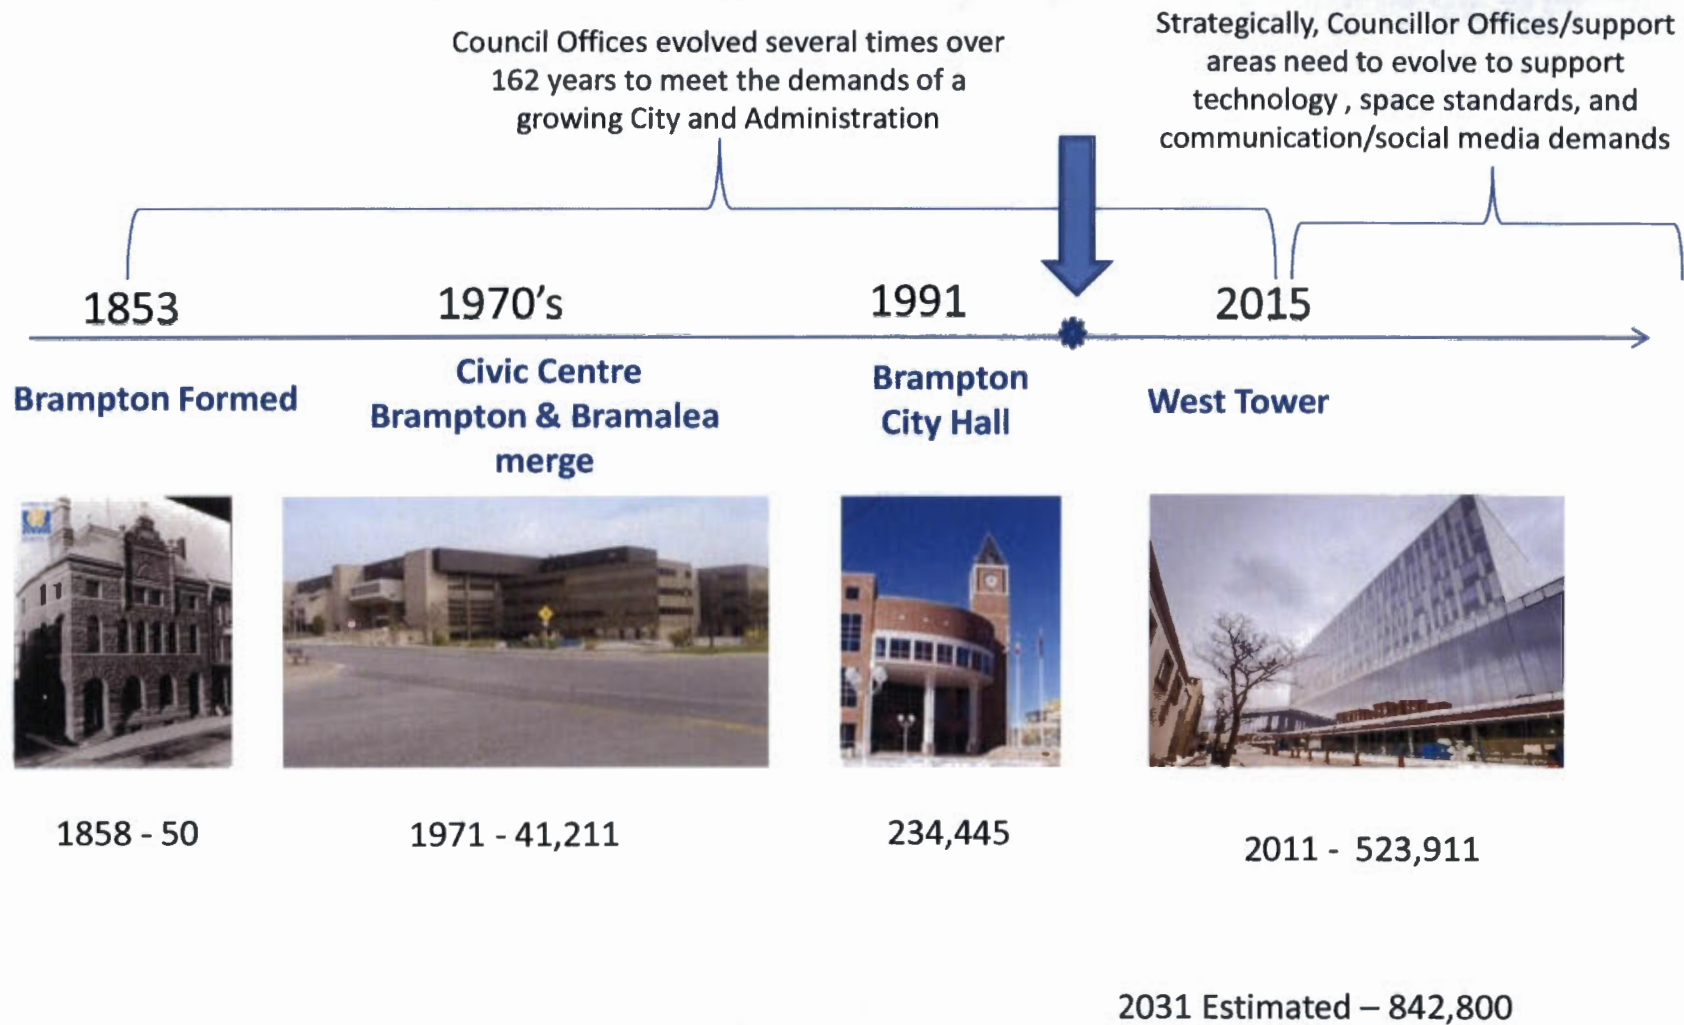 Council Offices evolved several times over
162 years to meet the demands of a
growing City and Administration
Strategically, Councillor Offices/support
areas need to evolve to support
technology , space standards, and
communication/social media demands
1853
1970's
1991
2015
Brampton Formed
Civic Centre
Brampton & Bramalea
merge
Brampton
City Hall
West Tower
1858 - 50
1971 - 41,211
234,445
2011 - 523,911
2031 Estimated – 842,800